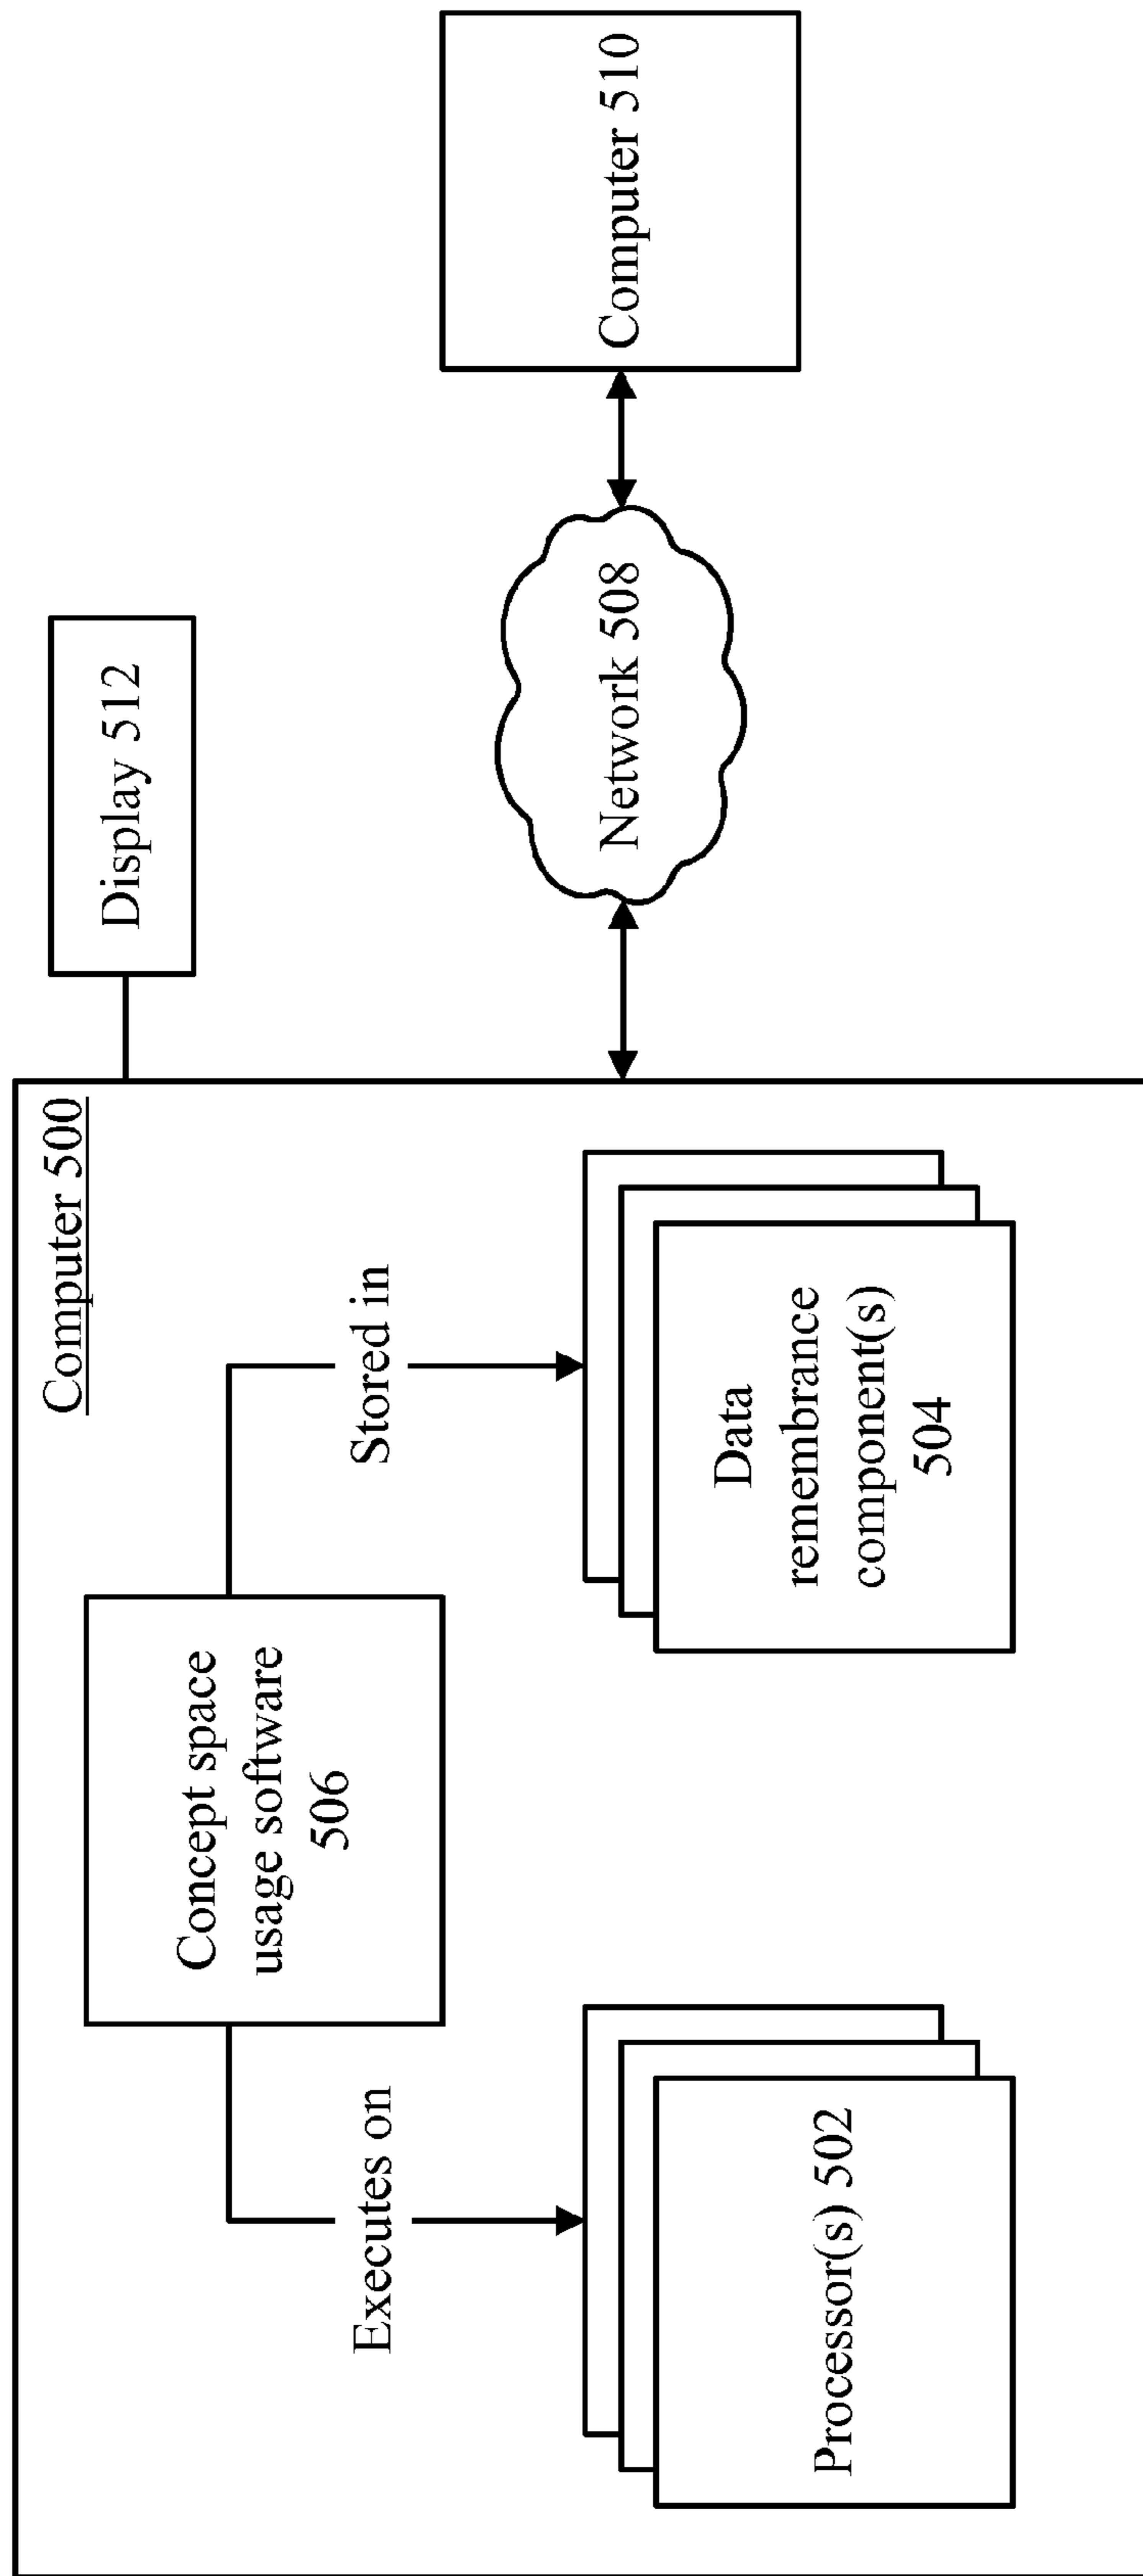 Computer 500
Concept space
usage software
506
Executes on
Stored in
Processor(s) 502
Data
remembrance
component(s)
504
Display 512
Network 508
Computer 510